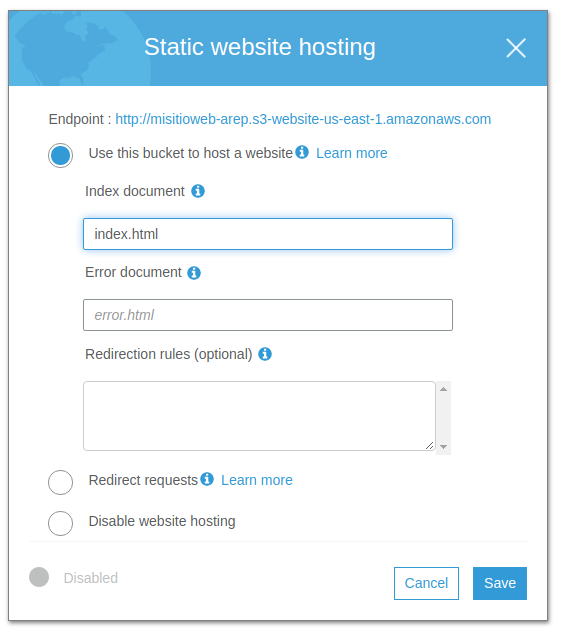 Static website hosting
Endpoint : http://misitioweb-arep.s3-website-us-east-1.amazonaws.com
Use this bucket to host a website Learn more
Index document
index.html
Error document
error.html
Redirection rules (optional)
Redirect requests Learn more
Disable website hosting
Disabled
Cancel
Save